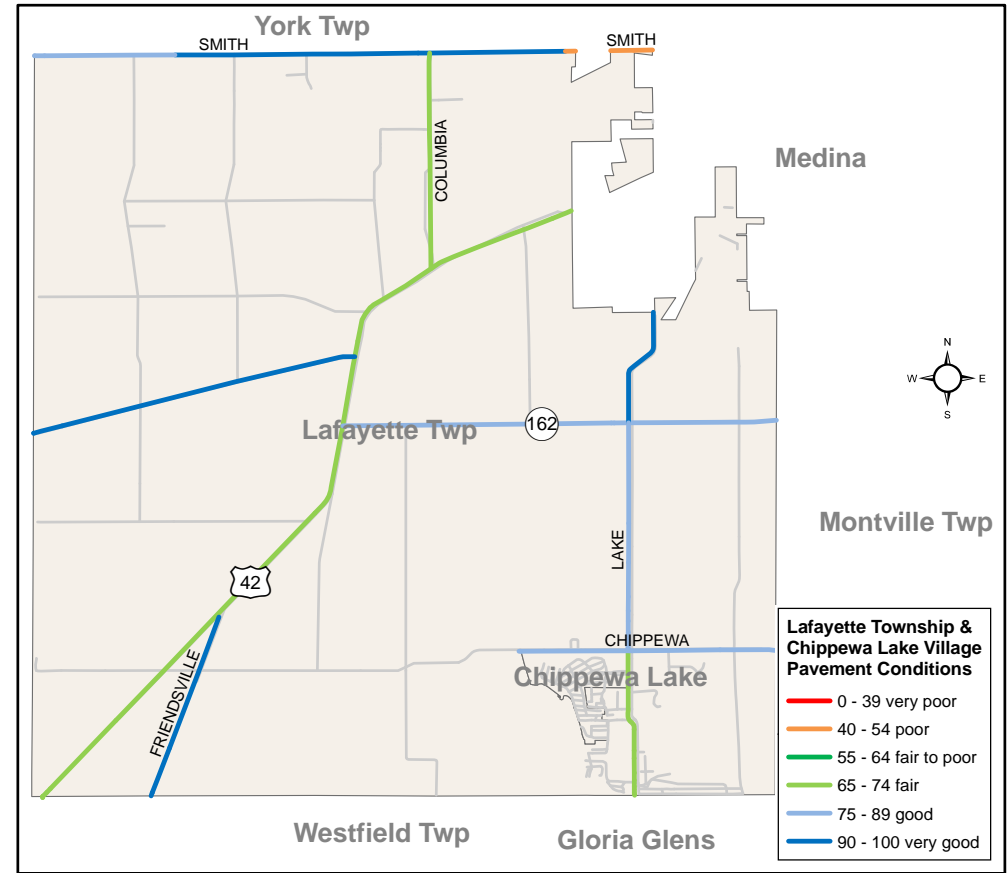 York Twp
SMITH
SMITH
COLUMBIA
Medina
N
W E
S
Lafayette Twp
162
Montville Twp
LAKE
42
CHIPPEWA
Chippewa Lake
FRIENDSVILLE
Lafayette Township &
Chippewa Lake Village
Pavement Conditions
0 - 39 very poor
40 - 54 poor
55 - 64 fair to poor
65 - 74 fair
75 - 89 good
90 - 100 very good
Westfield Twp
Gloria Glens